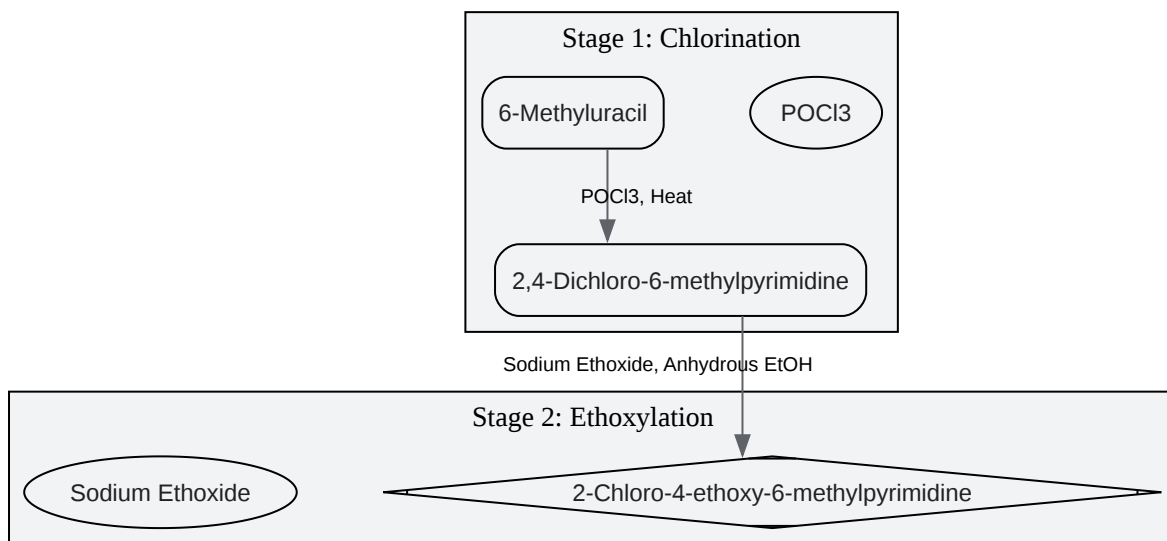 Stage 1: Chlorination
6-Methyluracil
POCl3
POCl3, Heat
2,4-Dichloro-6-methylpyrimidine
Sodium Ethoxide, Anhydrous EtOH
Stage 2: Ethoxylation
Sodium Ethoxide
2-Chloro-4-ethoxy-6-methylpyrimidine